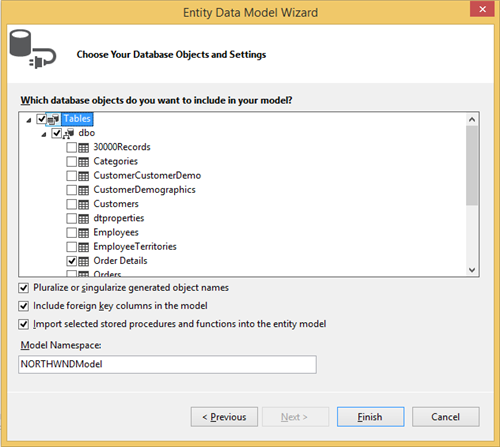 Entity Data Model Wizard
Choose Your Database Objects and Settings
Which database objects do you want to include in your model?
Tables
dbo
30000Records
Categories
CustomerCustomerDemo
CustomerDemographics
Customers
dtproperties
Employees
EmployeeTerritories
Order Details
Orders
Pluralize or singularize generated object names
Include foreign key columns in the model
Import selected stored procedures and functions into the entity model
Model Namespace:
NORTHWNDModel
< Previous
Next >
Finish
Cancel